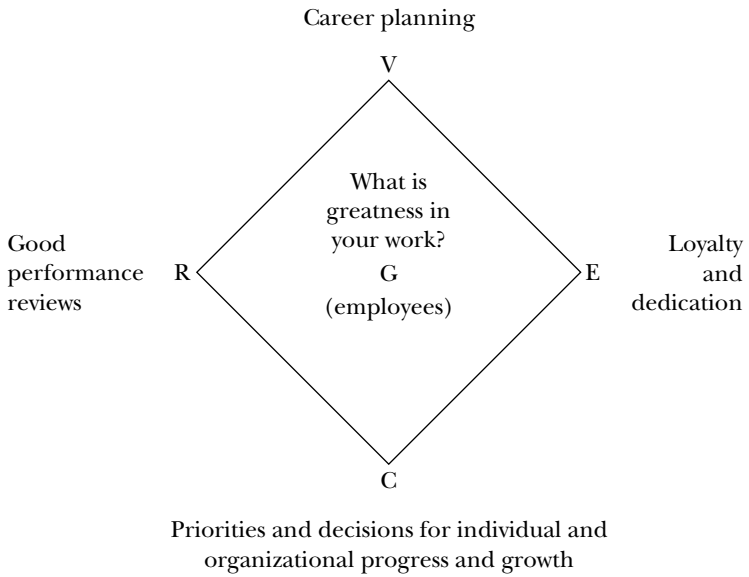 Career planning
V
What is
greatness in
your work?
Good
performance
reviews
R
G
E
Loyalty
and
dedication
(employees)
C
Priorities and decisions for individual and
organizational progress and growth